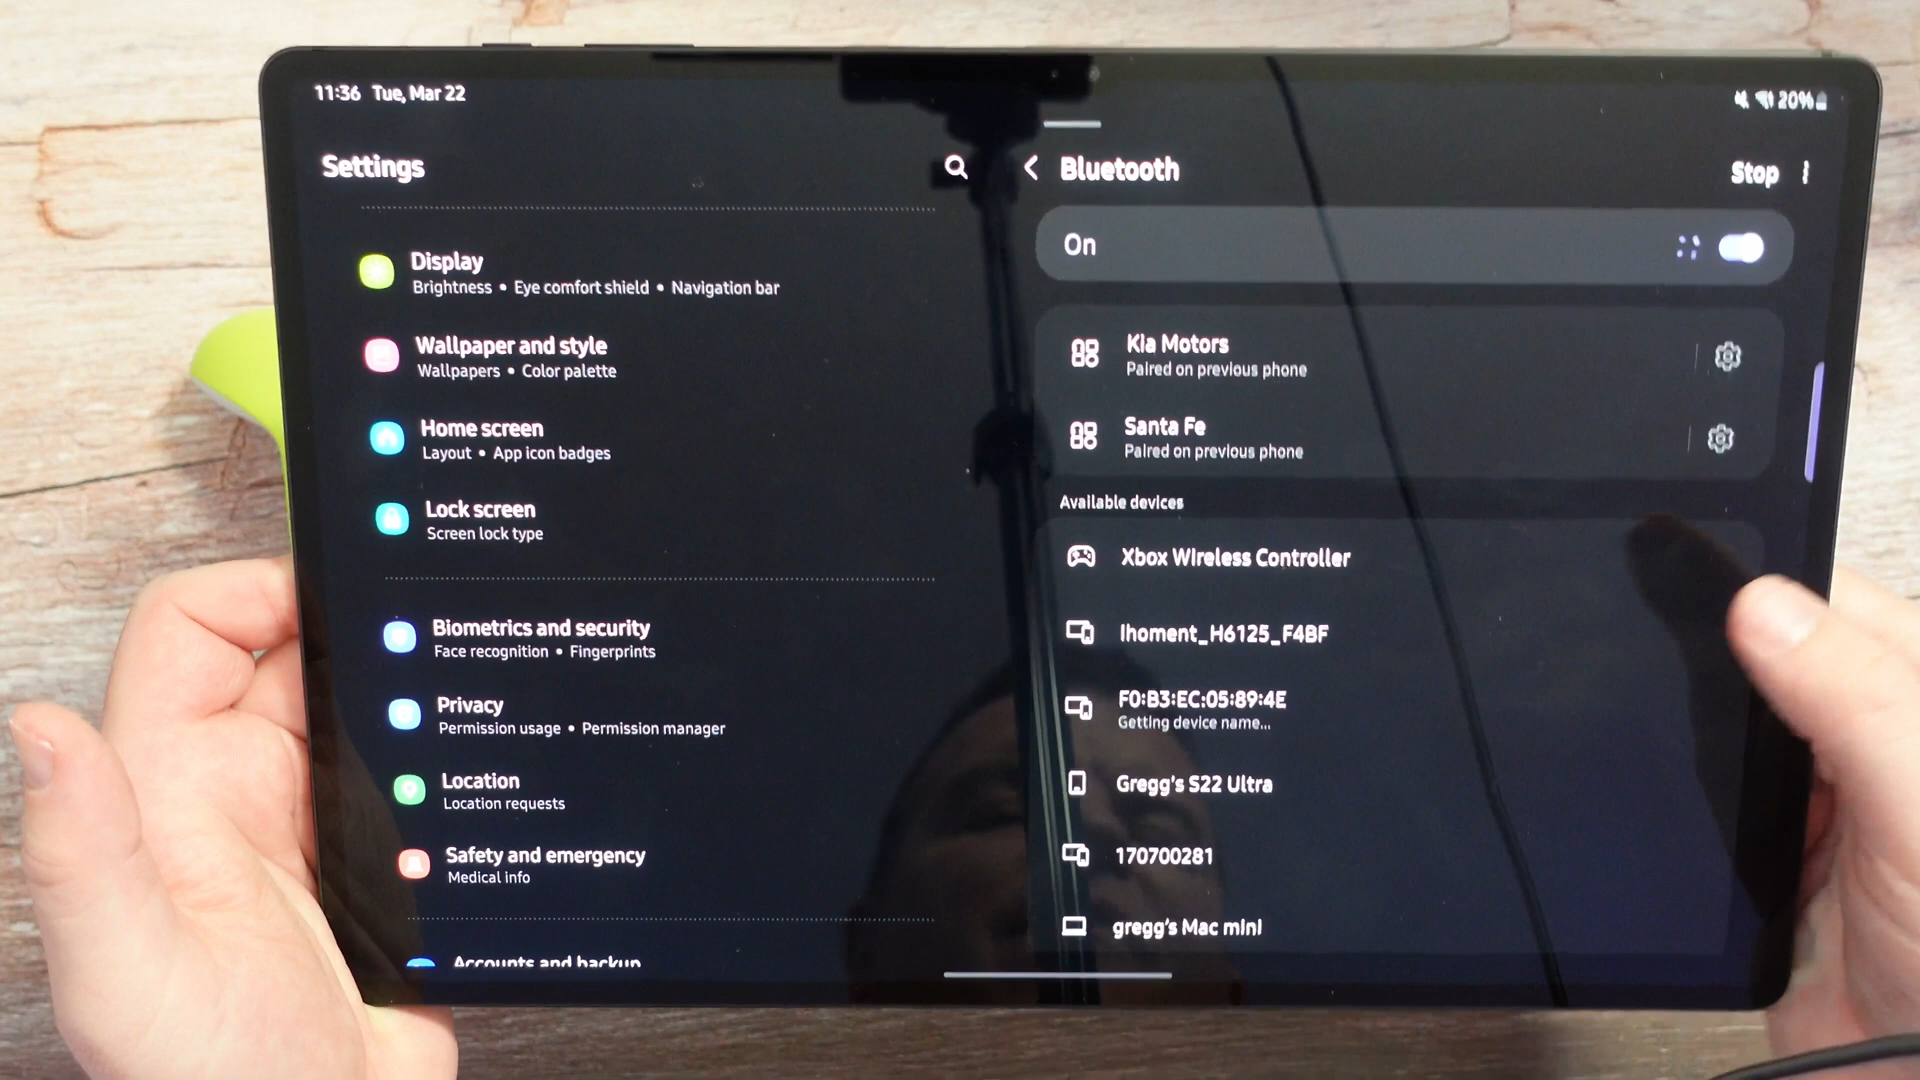 11:36 Tue, Mar 22
20%
Settings
Display
Brightness • Eye comfort shield • Navigation bar
Wallpaper and style
Wallpapers • Color palette
Home screen
Layout • App icon badges
Lock screen
Screen lock type
Biometrics and security
Face recognition • Fingerprints
Privacy
Permission usage • Permission manager
Location
Location requests
Safety and emergency
Medical info
Accounts and backup
Bluetooth
Stop
On
Kia Motors
Paired on previous phone
Santa Fe
Paired on previous phone
Available devices
Xbox Wireless Controller
Ihoment_H6125_F4BF
F0:B3:EC:05:89:4E
Getting device name...
Gregg's S22 Ultra
170700281
gregg's Mac mini